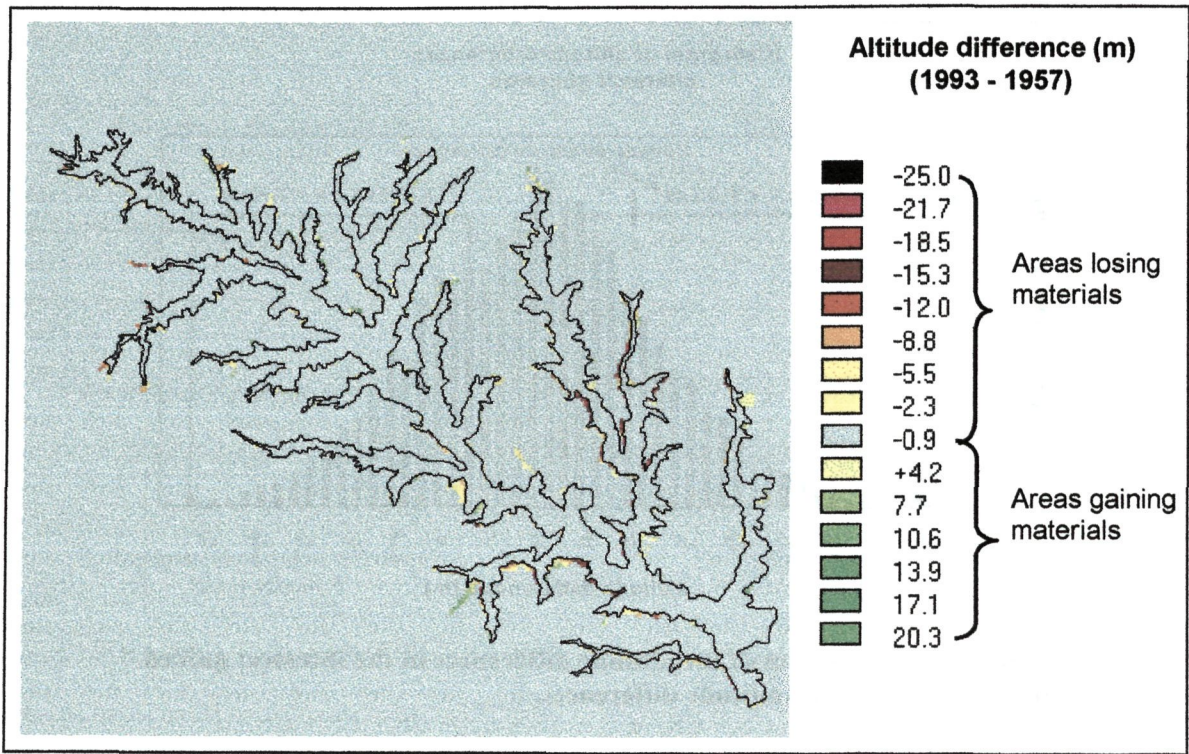 Altitude difference (m)
(1993 - 1957)
-25.0
-21.7
-18.5
-15.3
-12.0
-8.8
-5.5
-2.3
-0.9
+4.2
7.7
10.6
13.9
17.1
20.3
Areas losing
materials
Areas gaining
materials